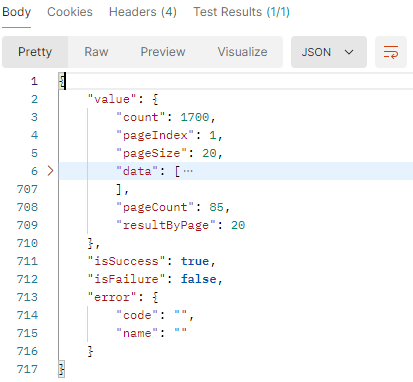 Body Cookies Headers (4) Test Results (1/1)
Pretty Raw Preview Visualize JSON
1 {
2 "value": {
3 "count": 1700,
4 "pageIndex": 1,
5 "pageSize": 20,
6 "data": [ ⋯
707 ],
708 "pageCount": 85,
709 "resultByPage": 20
710 },
711 "isSuccess": true,
712 "isFailure": false,
713 "error": {
714 "code": "",
715 "name": ""
716 }
717 }